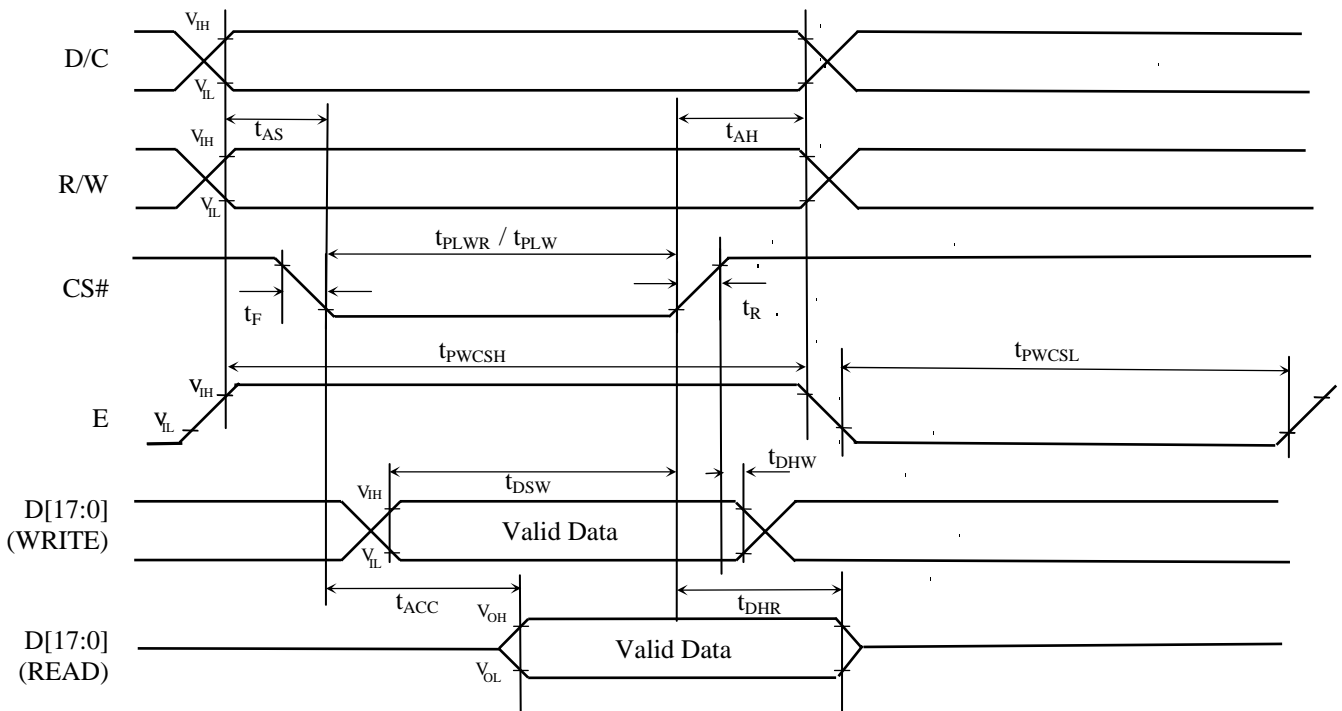 V_IH
D/C
V_IL
t_AS
t_AH
V_IH
R/W
V_IL
t_PLWR / t_PLW
CS#
t_F
t_R
t_PWCSH
t_PWCSL
V_IH
E
V_IL
t_DHW
t_DSW
V_IH
D[17:0]
(WRITE)
Valid Data
V_IL
t_ACC
t_DHR
V_OH
D[17:0]
(READ)
Valid Data
V_OL